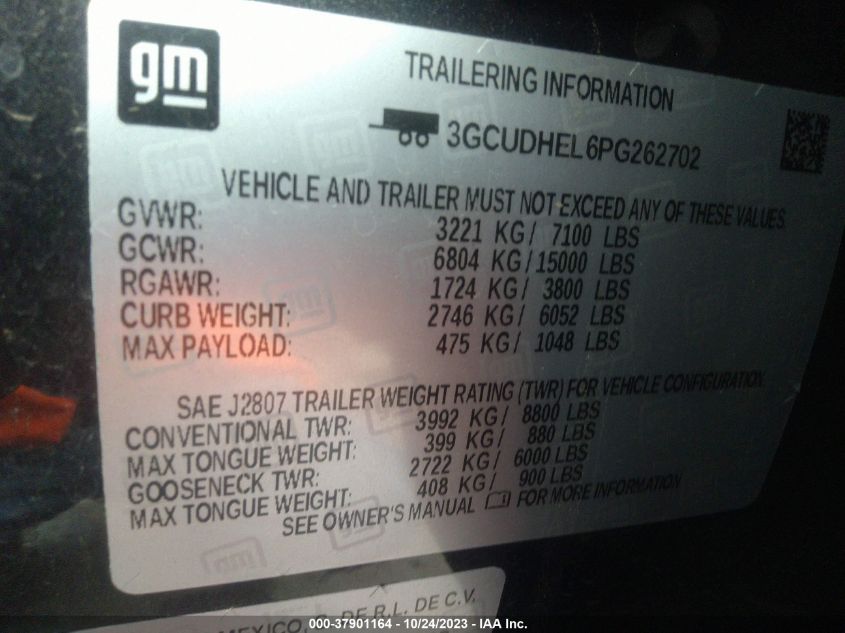 gm
TRAILERING INFORMATION
3GCUDHEL6PG262702
VEHICLE AND TRAILER MUST NOT EXCEED ANY OF THESE VALUES.
GVWR: 3221 KG/ 7100 LBS
GCWR: 6804 KG/15000 LBS
RGAWR: 1724 KG/ 3800 LBS
CURB WEIGHT: 2746 KG/ 6052 LBS
MAX PAYLOAD: 475 KG/ 1048 LBS
SAE J2807 TRAILER WEIGHT RATING (TWR) FOR VEHICLE CONFIGURATION.
CONVENTIONAL TWR: 3992 KG/ 8800 LBS
MAX TONGUE WEIGHT: 399 KG/ 880 LBS
GOOSENECK TWR: 2722 KG/ 6000 LBS
MAX TONGUE WEIGHT: 408 KG/ 900 LBS
SEE OWNER'S MANUAL FOR MORE INFORMATION
MEXICO, DE R.L. DE C.V.
000-37901164 - 10/24/2023 - IAA Inc.